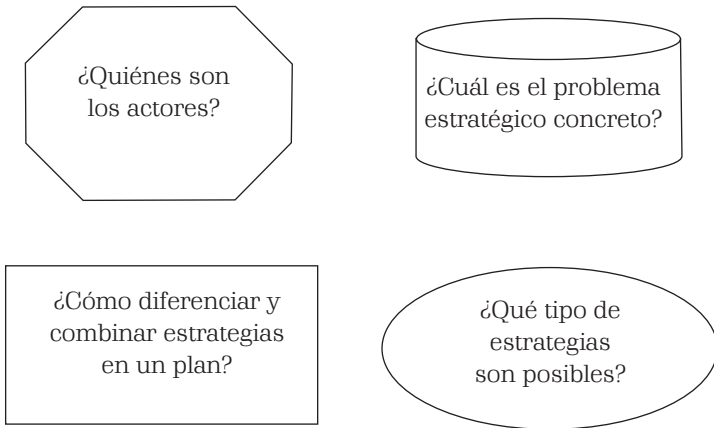 ¿Quiénes son
los actores?
¿Cuál es el problema
estratégico concreto?
¿Cómo diferenciar y
combinar estrategias
en un plan?
¿Qué tipo de
estrategias
son posibles?